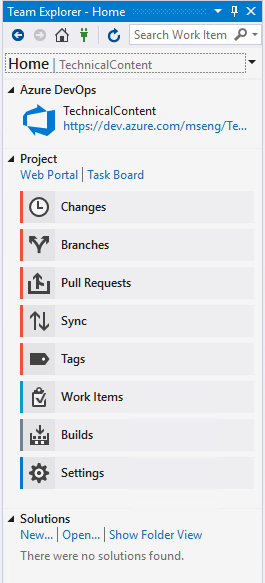 Team Explorer - Home
Search Work Item
Home | TechnicalContent
Azure DevOps
TechnicalContent
https://dev.azure.com/mseng/Te...
Project
Web Portal | Task Board
Changes
Branches
Pull Requests
Sync
Tags
Work Items
Builds
Settings
Solutions
New... | Open... | Show Folder View
There were no solutions found.